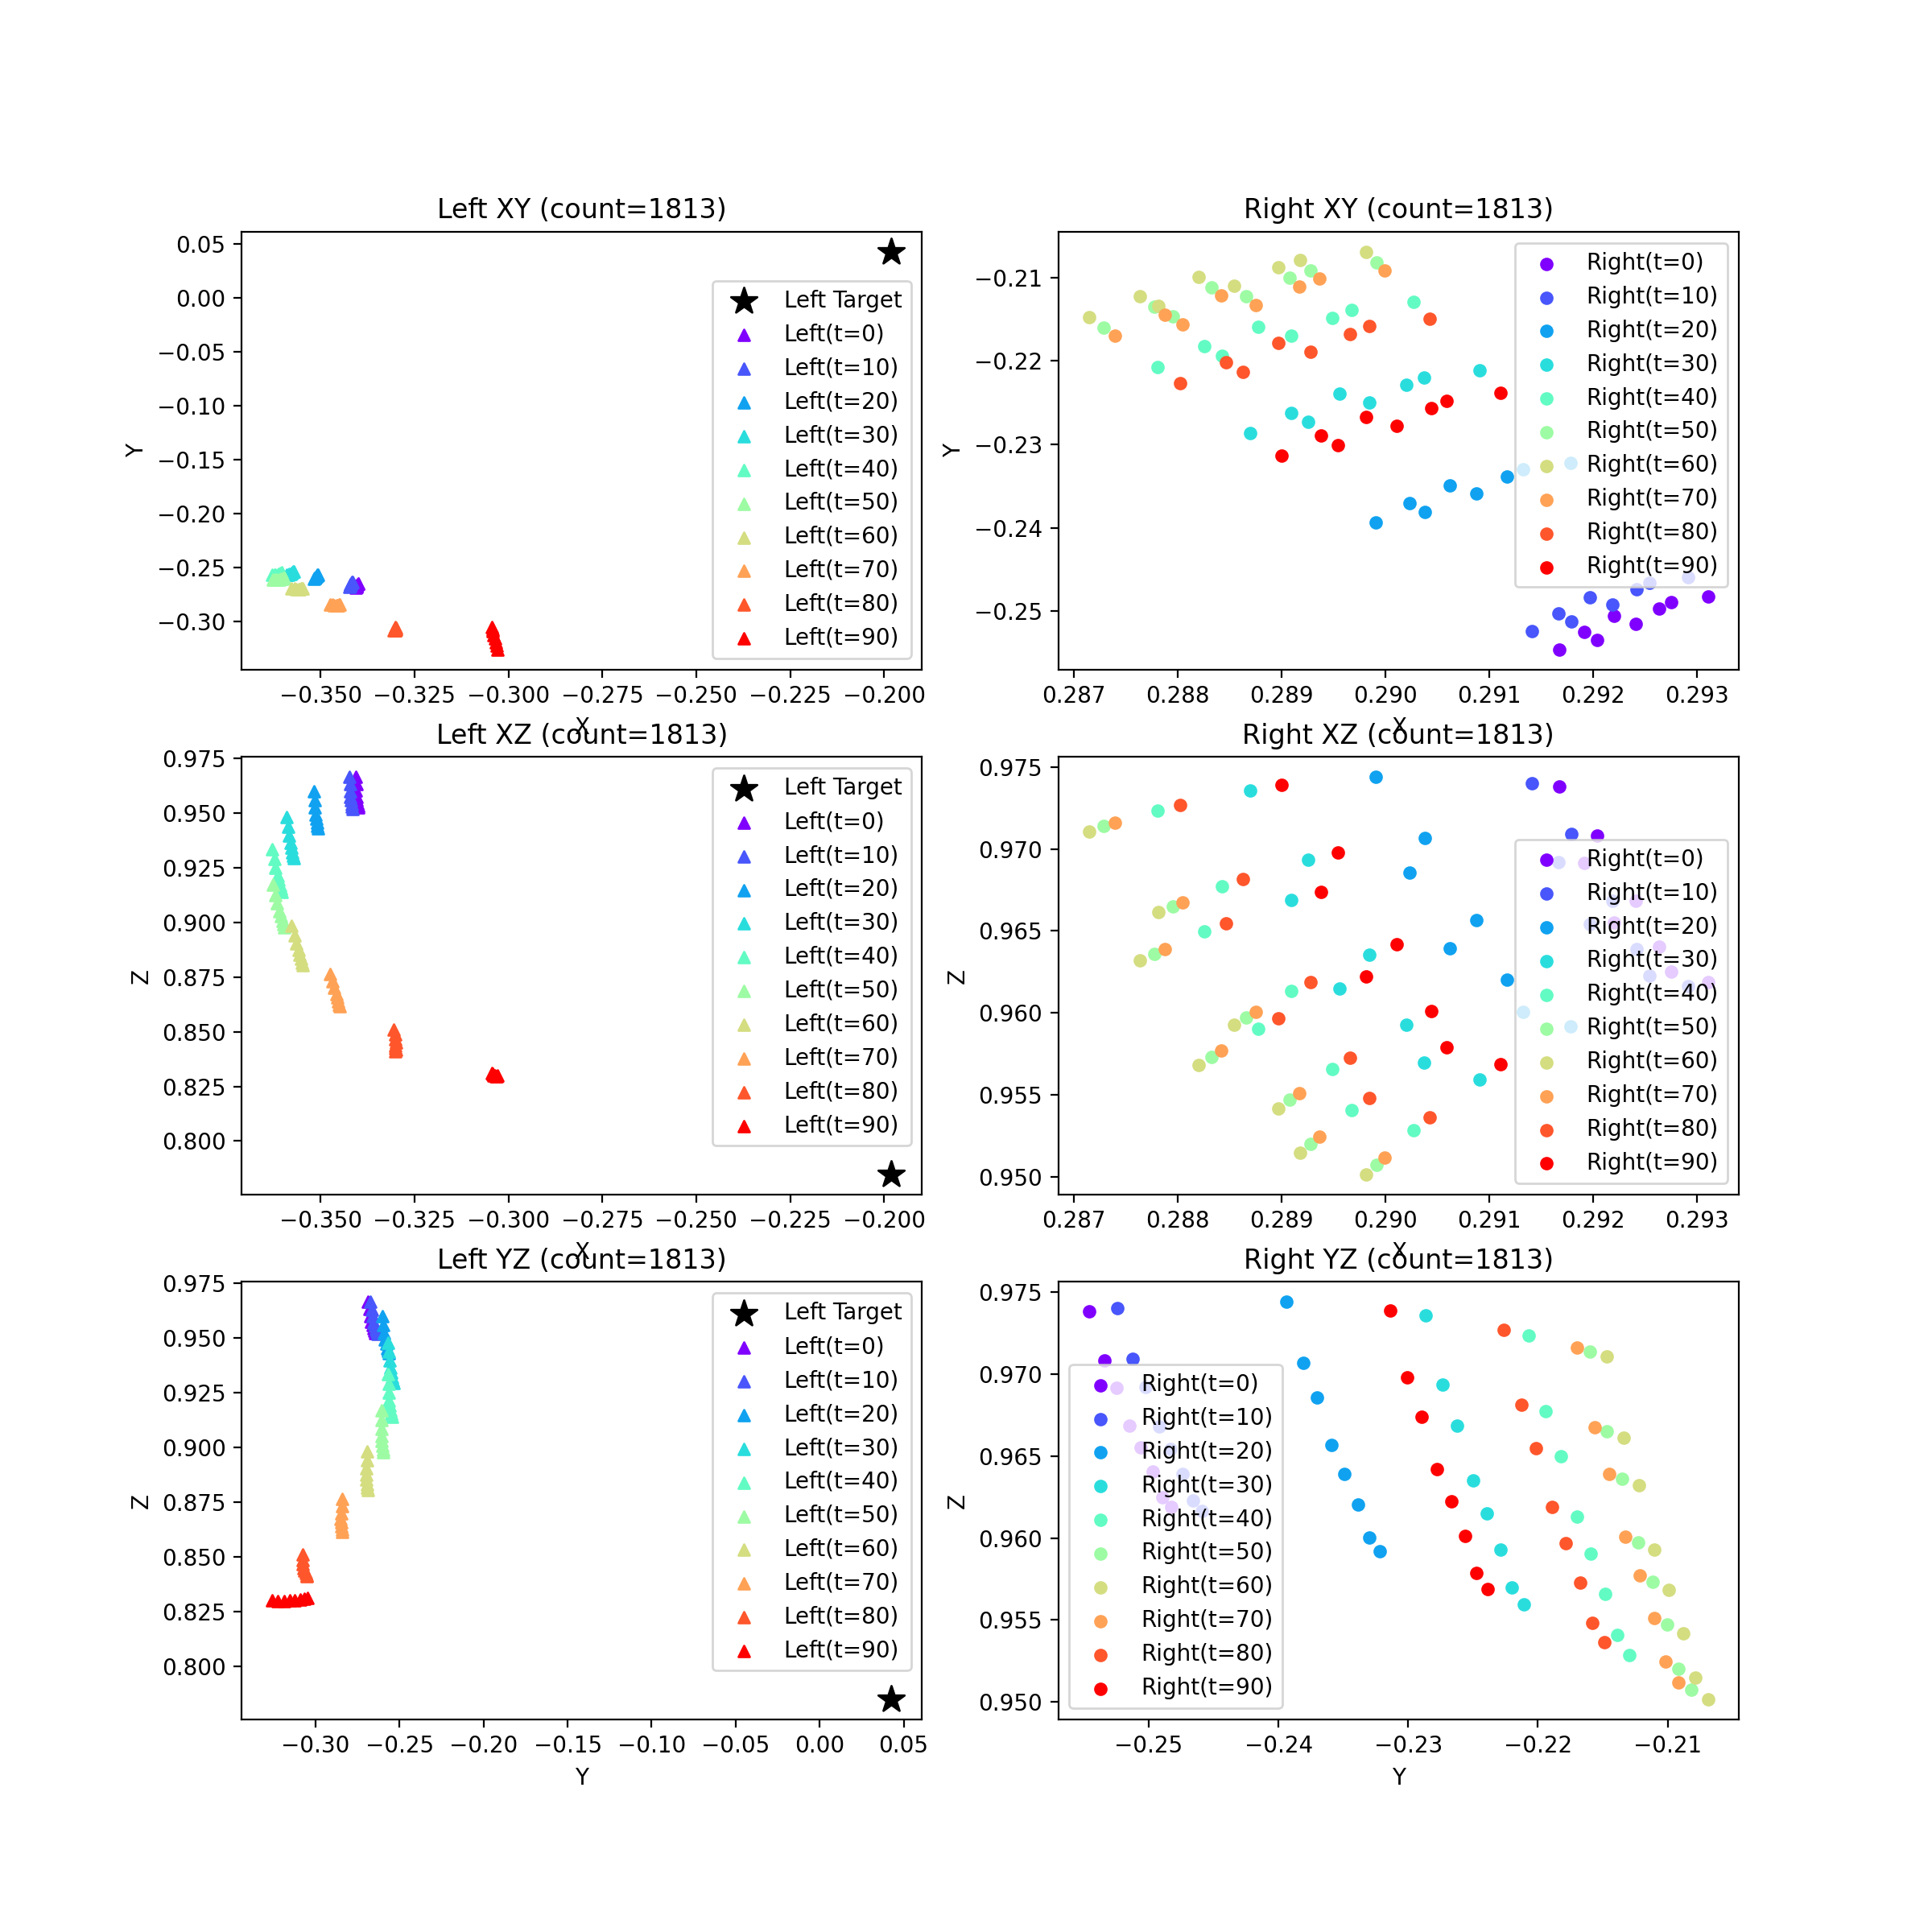 Left XY (count=1813)
0.05
0.00
−0.05
−0.10
−0.15
−0.20
−0.25
−0.30
Y
Left Target
Left(t=0)
Left(t=10)
Left(t=20)
Left(t=30)
Left(t=40)
Left(t=50)
Left(t=60)
Left(t=70)
Left(t=80)
Left(t=90)
−0.350 −0.325 −0.300 −0.275 −0.250 −0.225 −0.200
X
Right XY (count=1813)
−0.21
−0.22
−0.23
−0.24
−0.25
Y
Right(t=0)
Right(t=10)
Right(t=20)
Right(t=30)
Right(t=40)
Right(t=50)
Right(t=60)
Right(t=70)
Right(t=80)
Right(t=90)
0.287 0.288 0.289 0.290 0.291 0.292 0.293
X
Left XZ (count=1813)
0.975
0.950
0.925
0.900
0.875
0.850
0.825
0.800
Z
Left Target
Left(t=0)
Left(t=10)
Left(t=20)
Left(t=30)
Left(t=40)
Left(t=50)
Left(t=60)
Left(t=70)
Left(t=80)
Left(t=90)
−0.350 −0.325 −0.300 −0.275 −0.250 −0.225 −0.200
X
Right XZ (count=1813)
0.975
0.970
0.965
0.960
0.955
0.950
Z
Right(t=0)
Right(t=10)
Right(t=20)
Right(t=30)
Right(t=40)
Right(t=50)
Right(t=60)
Right(t=70)
Right(t=80)
Right(t=90)
0.287 0.288 0.289 0.290 0.291 0.292 0.293
X
Left YZ (count=1813)
0.975
0.950
0.925
0.900
0.875
0.850
0.825
0.800
Z
Left Target
Left(t=0)
Left(t=10)
Left(t=20)
Left(t=30)
Left(t=40)
Left(t=50)
Left(t=60)
Left(t=70)
Left(t=80)
Left(t=90)
−0.30 −0.25 −0.20 −0.15 −0.10 −0.05 0.00 0.05
Y
Right YZ (count=1813)
0.975
0.970
0.965
0.960
0.955
0.950
Z
Right(t=0)
Right(t=10)
Right(t=20)
Right(t=30)
Right(t=40)
Right(t=50)
Right(t=60)
Right(t=70)
Right(t=80)
Right(t=90)
−0.25 −0.24 −0.23 −0.22 −0.21
Y